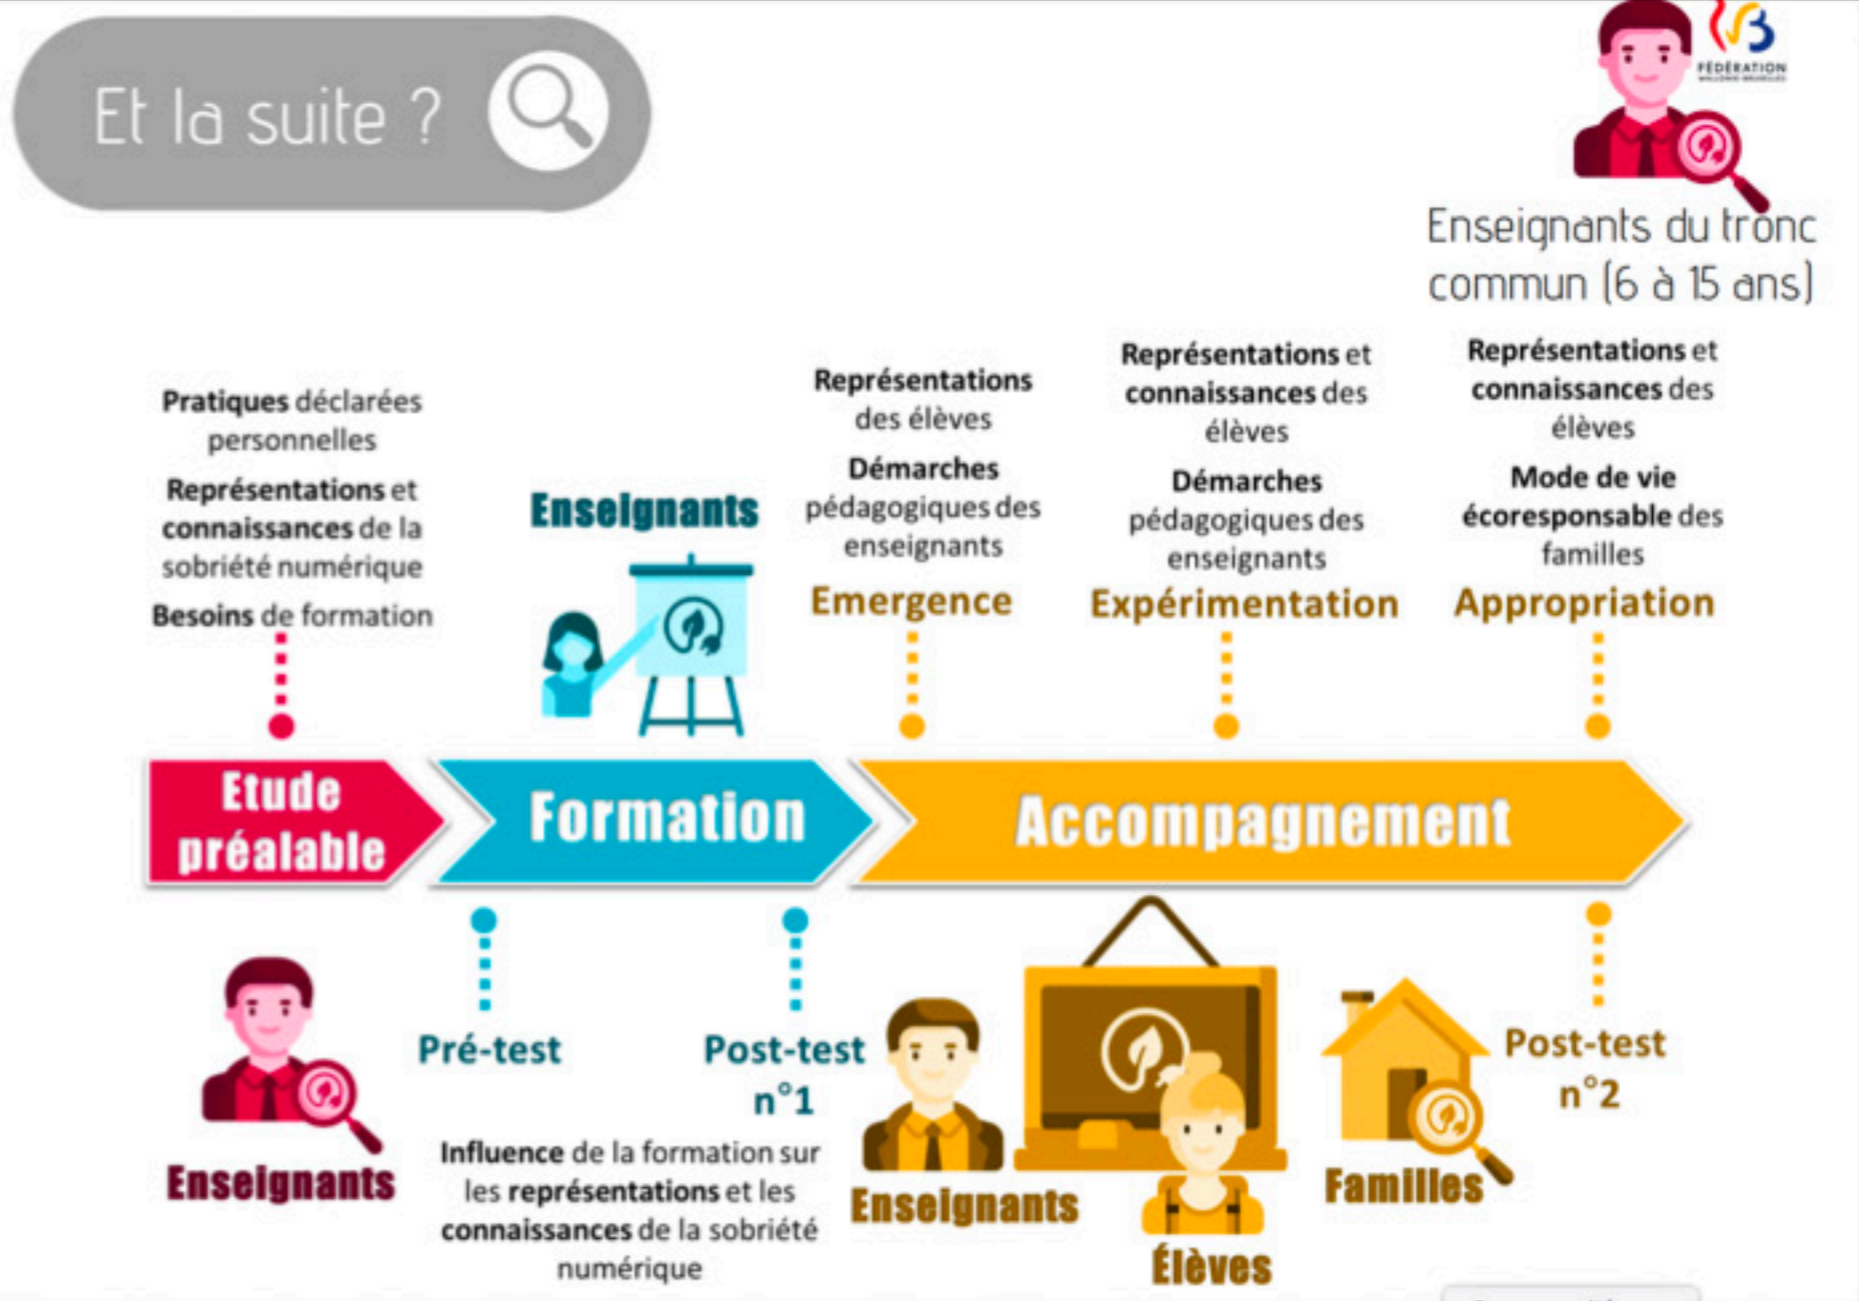 Et la suite ?
FÉDÉRATION
WALLONIE-BRUXELLES
Enseignants du tronc
commun (6 à 15 ans)
Pratiques déclarées
personnelles
Représentations et
connaissances de la
sobriété numérique
Besoins de formation
Enseignants
Représentations
des élèves
Démarches
pédagogiques des
enseignants
Emergence
Représentations et
connaissances des
élèves
Démarches
pédagogiques des
enseignants
Expérimentation
Représentations et
connaissances des
élèves
Mode de vie
écoresponsable des
familles
Appropriation
Etude
préalable
Formation
Accompagnement
Enseignants
Pré-test
Post-test
n°1
Influence de la formation sur
les représentations et les
connaissances de la sobriété
numérique
Enseignants
Élèves
Familles
Post-test
n°2